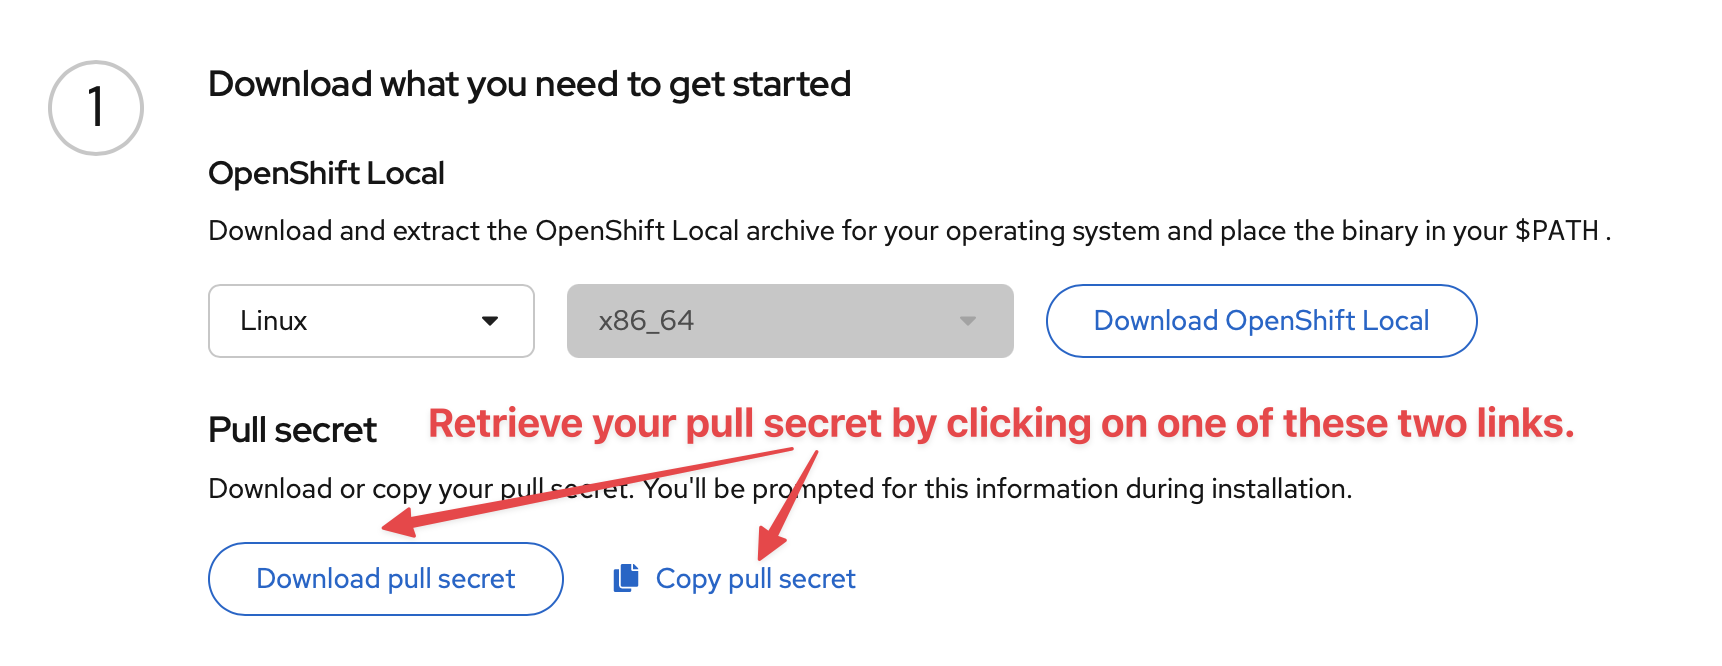 1
Download what you need to get started
OpenShift Local
Download and extract the OpenShift Local archive for your operating system and place the binary in your $PATH .
Linux
x86_64
Download OpenShift Local
Pull secret
Retrieve your pull secret by clicking on one of these two links.
Download or copy your pull secret. You'll be prompted for this information during installation.
Download pull secret
Copy pull secret